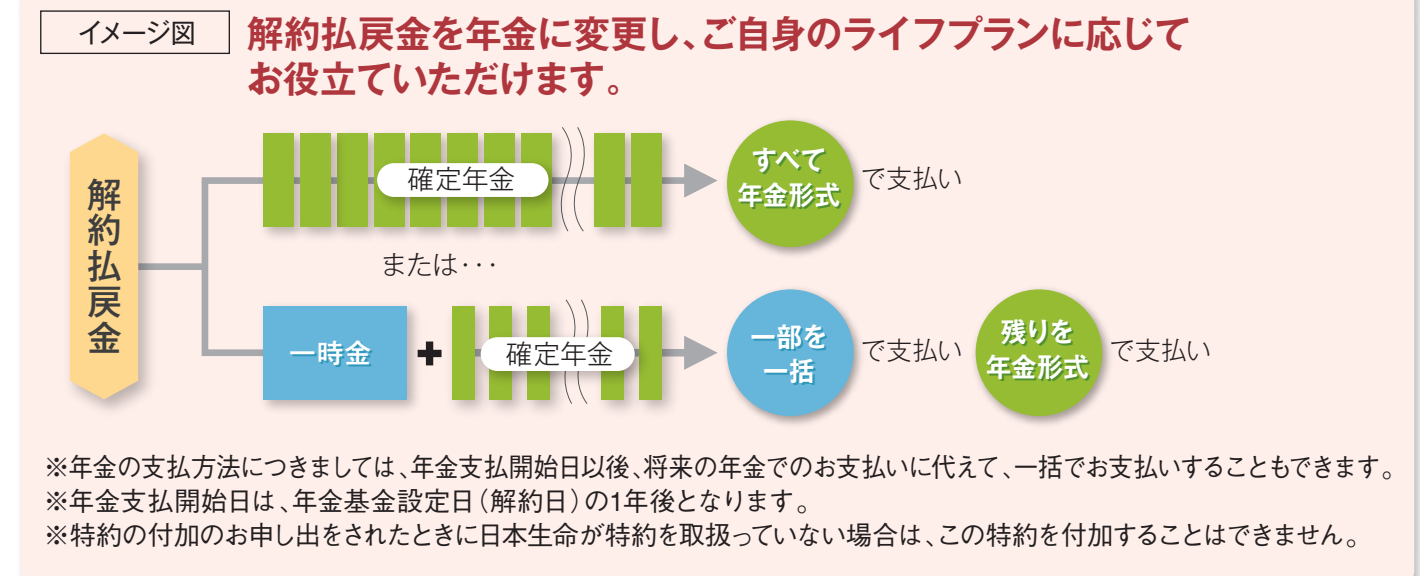 イメージ図
解約払戻金を年金に変更し、ご自身のライフプランに応じて
お役立ていただけます。
解約払戻金
確定年金
すべて
年金形式
で支払い
または・・・
一時金
+
確定年金
一部を
一括
で支払い
残りを
年金形式
で支払い
※年金の支払方法につきましては、年金支払開始日以後、将来の年金でのお支払いに代えて、一括でお支払いすることもできます。
※年金支払開始日は、年金基金設定日(解約日)の1年後となります。
※特約の付加のお申し出をされたときに日本生命が特約を取扱っていない場合は、この特約を付加することはできません。